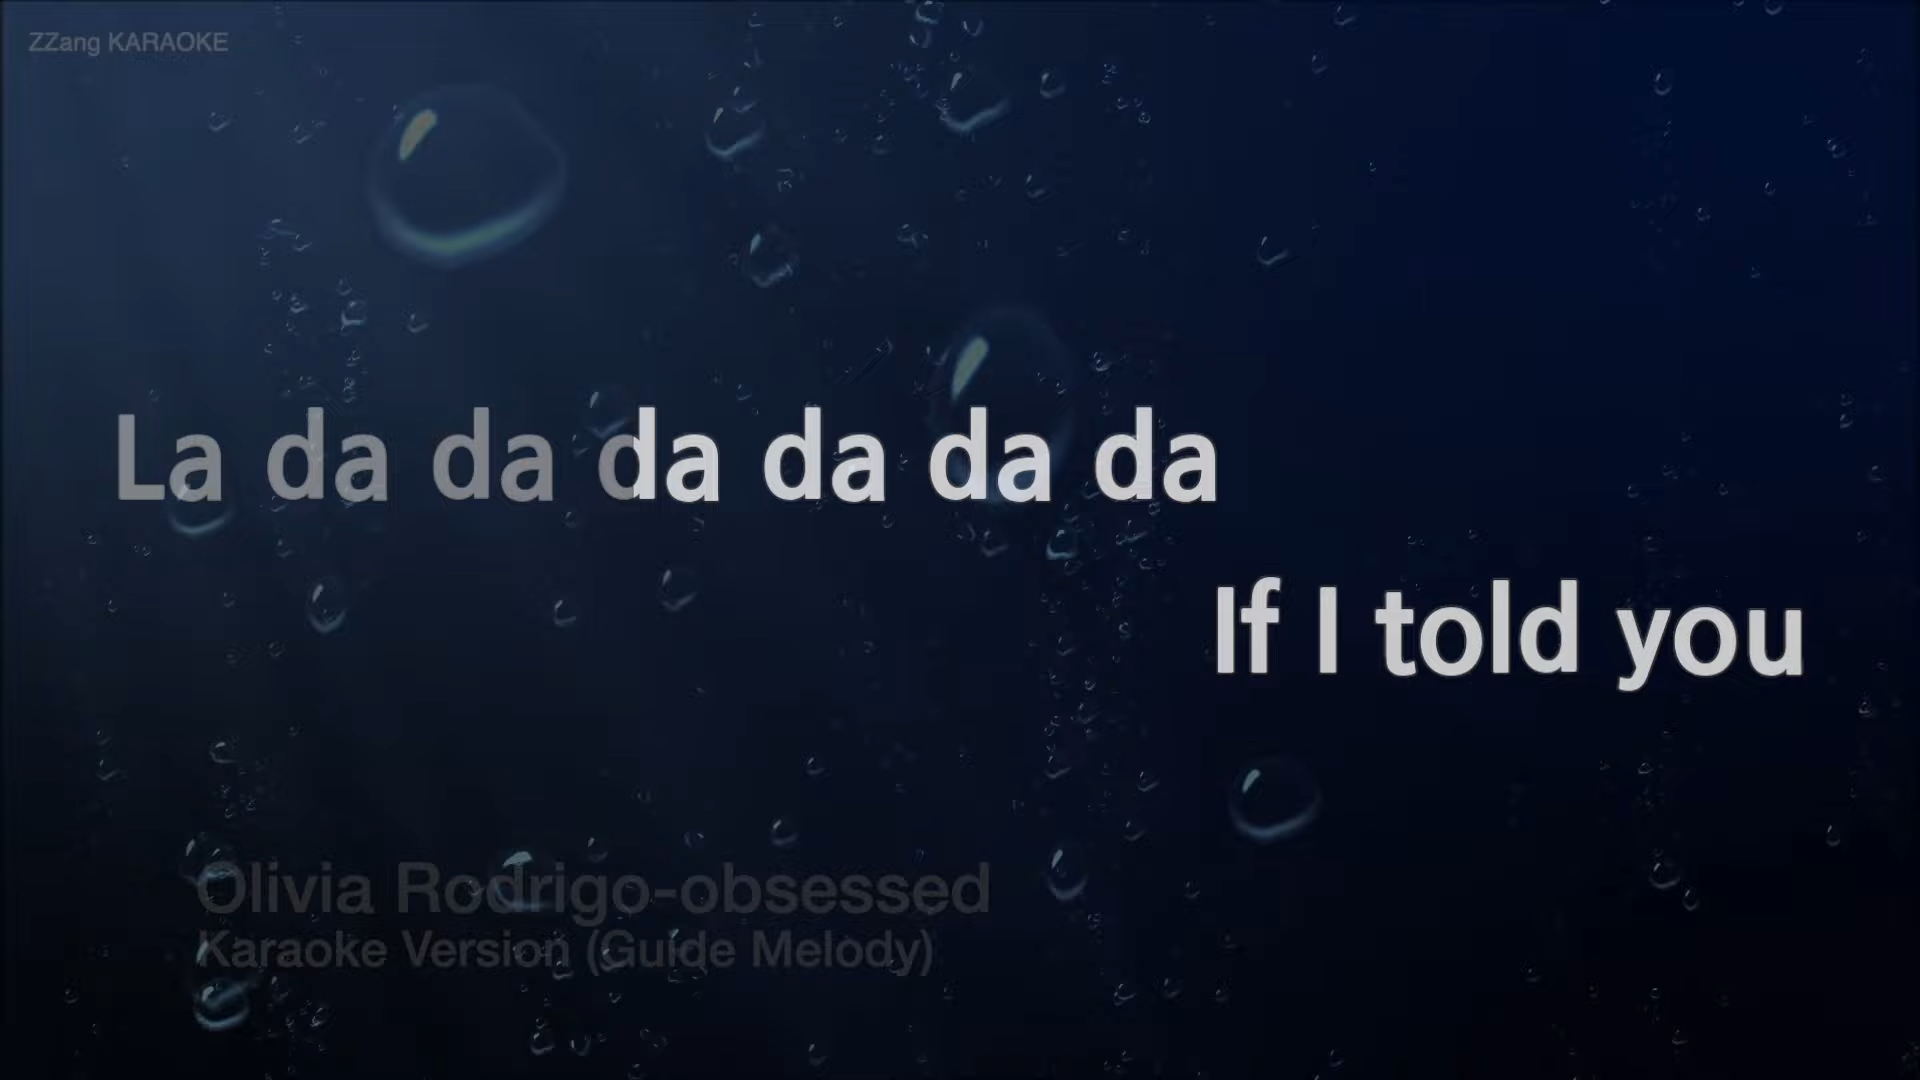 ZZang KARAOKE
La da da da da da da
If I told you
Olivia Rodrigo-obsessed
Karaoke Version (Guide Melody)